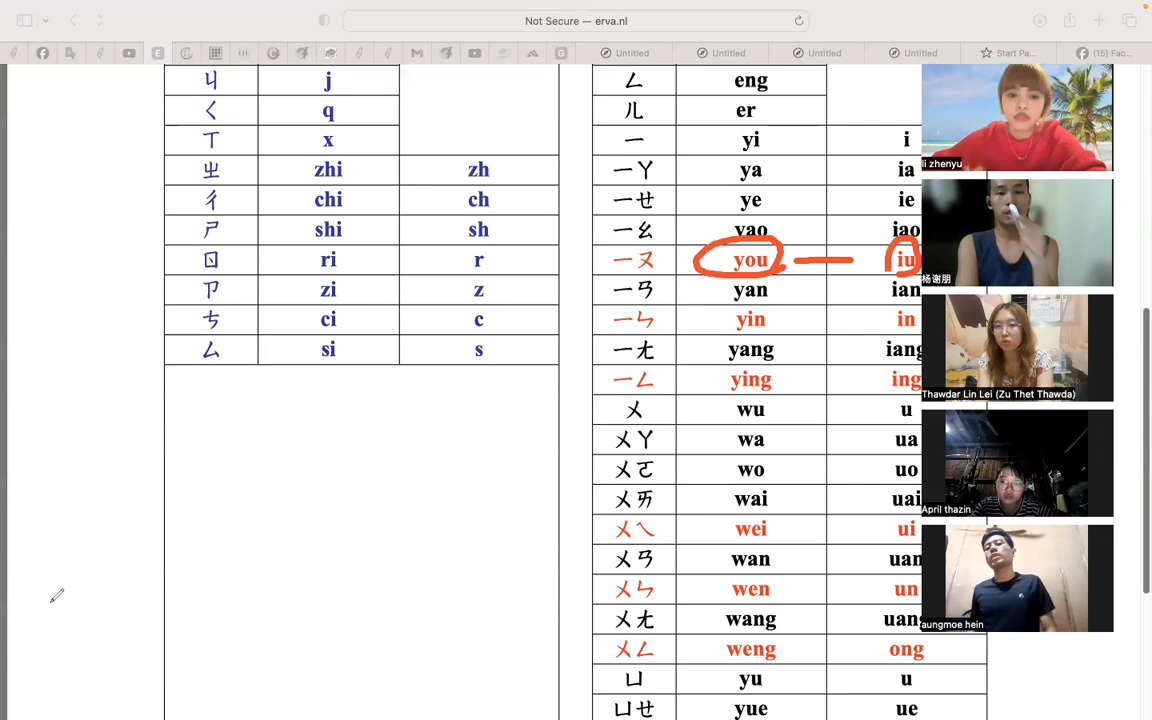 Not Secure — erva.nl
Untitled
Untitled
Untitled
Untitled
Start Pa...
(15) Fac...
ㄐ j
ㄑ q
ㄒ x
ㄓ zhi zh
ㄔ chi ch
ㄕ shi sh
ㄖ ri r
ㄗ zi z
ㄘ ci c
ㄙ si s
ㄥ eng
ㄦ er
ㄧ yi i
ㄧㄚ ya ia
ㄧㄝ ye ie
ㄧㄠ yao iao
ㄧㄡ you iu
ㄧㄢ yan ian
ㄧㄣ yin in
ㄧㄤ yang iang
ㄧㄥ ying ing
ㄨ wu u
ㄨㄚ wa ua
ㄨㄛ wo uo
ㄨㄞ wai uai
ㄨㄟ wei ui
ㄨㄢ wan uan
ㄨㄣ wen un
ㄨㄤ wang uang
ㄨㄥ weng ong
ㄩ yu u
ㄩㄝ yue ue
li zhenyu
杨谢朋
Thawdar Lin Lei (Zu Thet Thawda)
April thazin
aungmoe hein